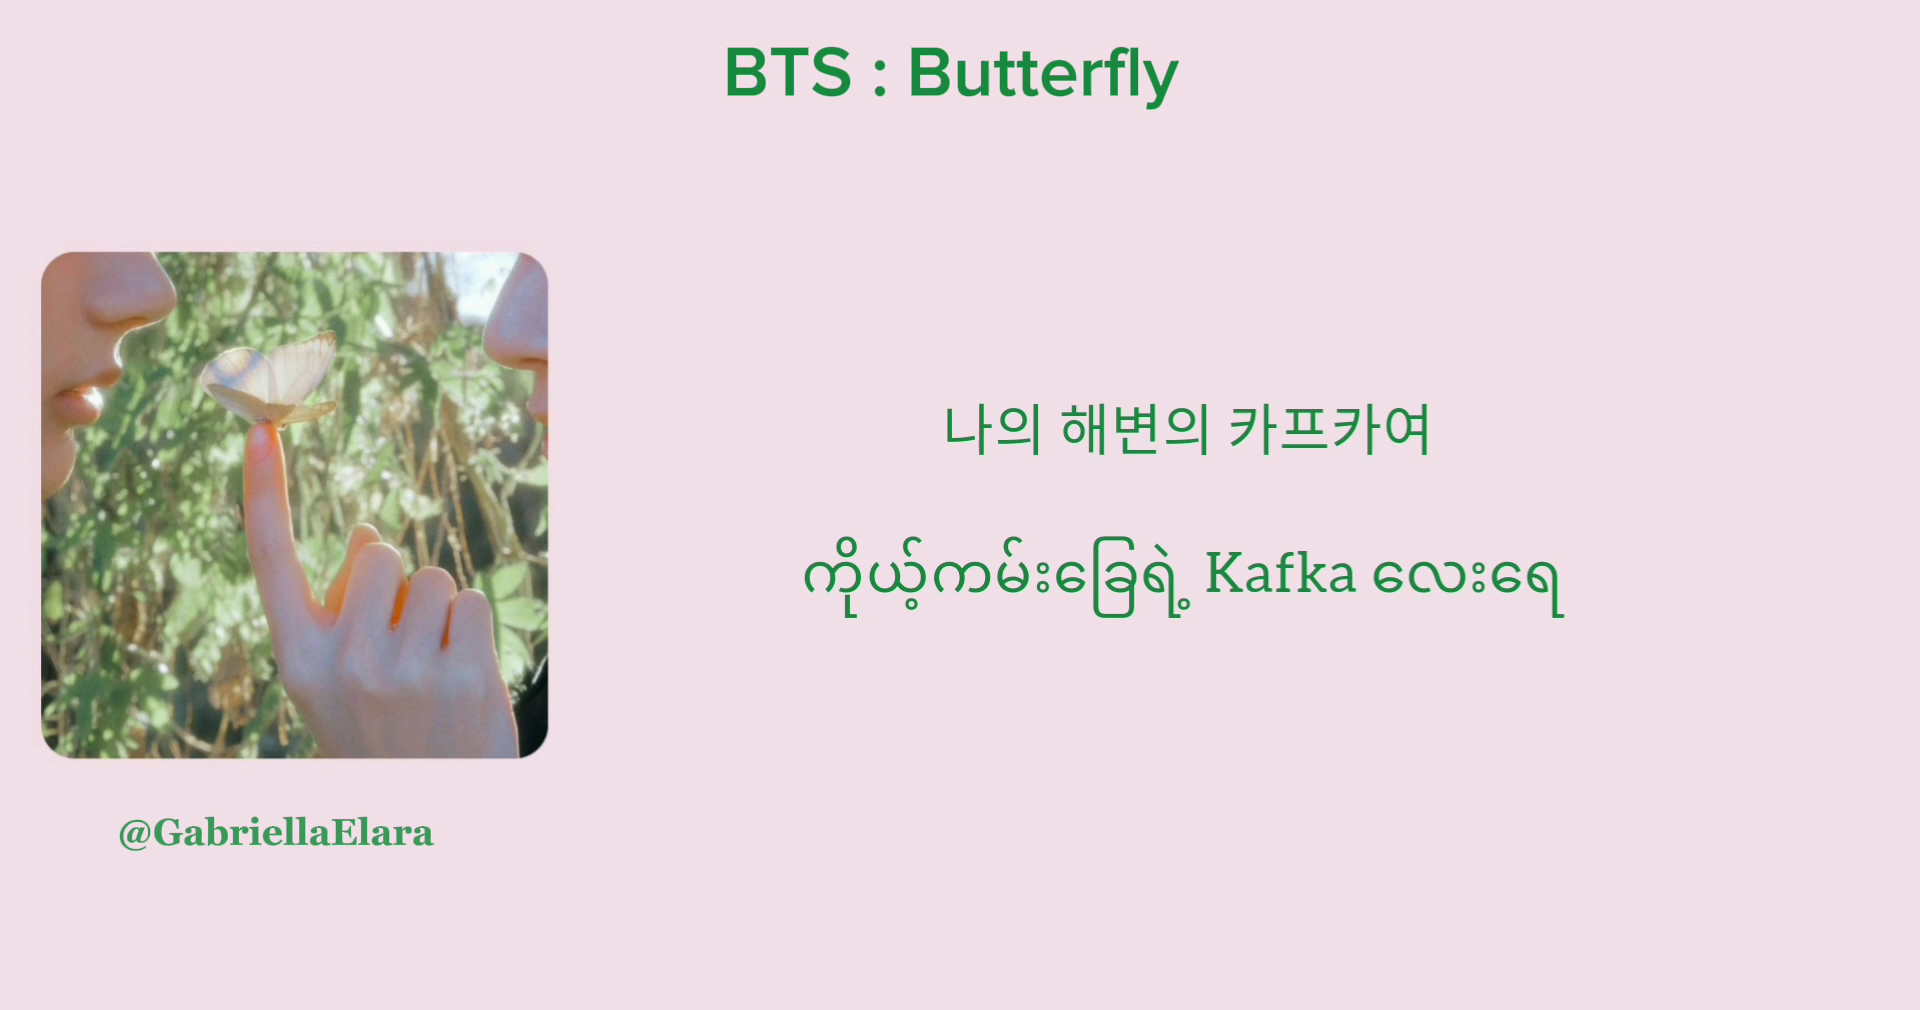 BTS : Butterfly
나의 해변의 카프카여
ကိုယ့်ကမ်းခြေရဲ့ Kafka လေးရေ
@GabriellaElara